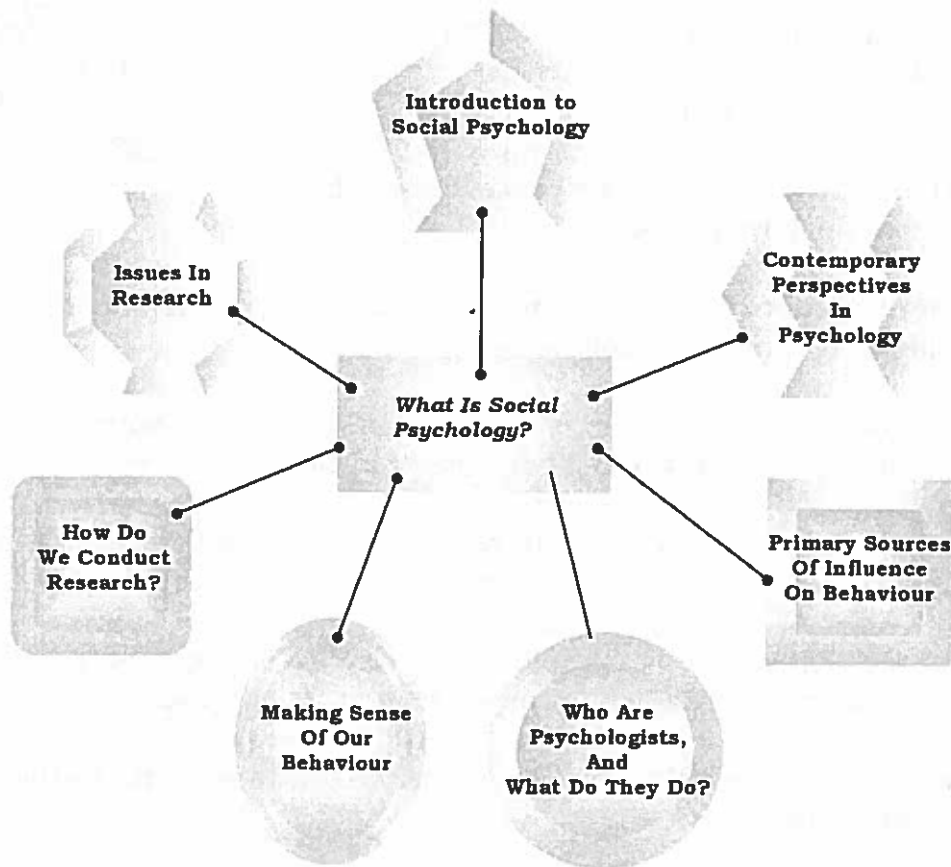 Introduction to
Social Psychology
Issues In
Research
Contemporary
Perspectives
In
Psychology
What Is Social
Psychology?
How Do
We Conduct
Research?
Primary Sources
Of Influence
On Behaviour
Making Sense
Of Our
Behaviour
Who Are
Psychologists,
And
What Do They Do?